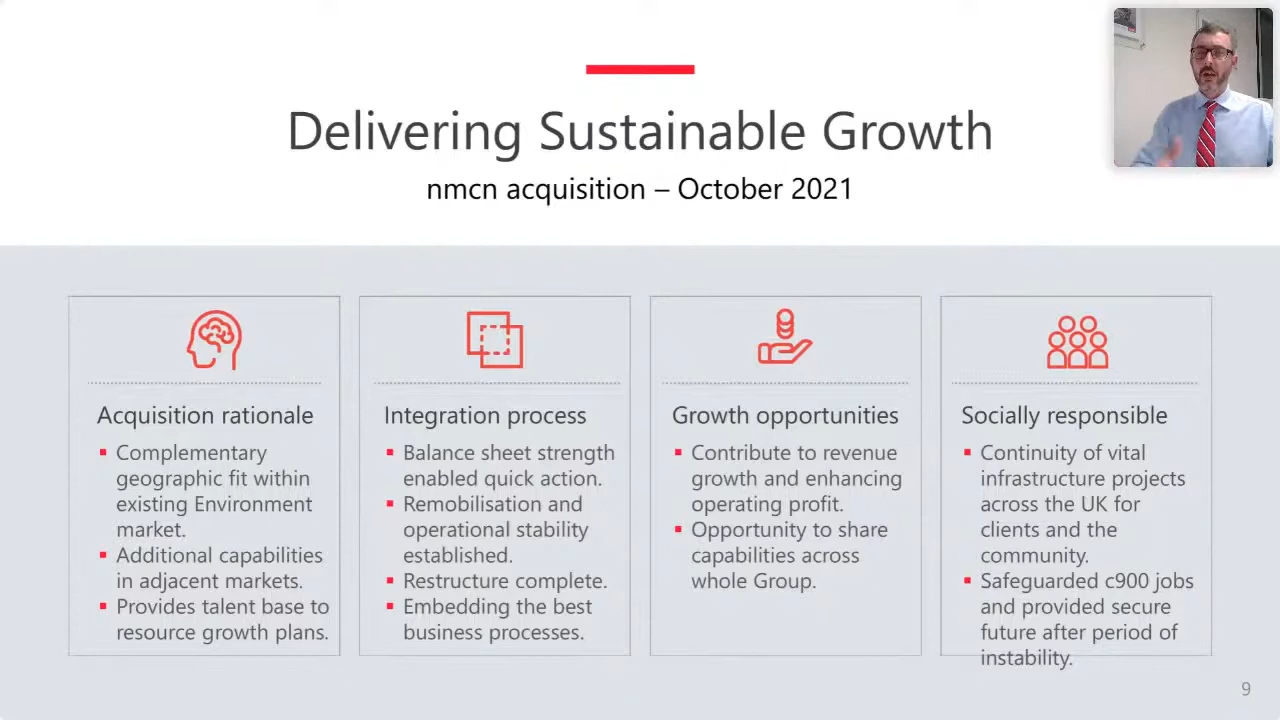 Delivering Sustainable Growth
nmcn acquisition – October 2021
Acquisition rationale
▪ Complementary
geographic fit within
existing Environment
market.
▪ Additional capabilities
in adjacent markets.
▪ Provides talent base to
resource growth plans.
Integration process
▪ Balance sheet strength
enabled quick action.
▪ Remobilisation and
operational stability
established.
▪ Restructure complete.
▪ Embedding the best
business processes.
Growth opportunities
▪ Contribute to revenue
growth and enhancing
operating profit.
▪ Opportunity to share
capabilities across
whole Group.
Socially responsible
▪ Continuity of vital
infrastructure projects
across the UK for
clients and the
community.
▪ Safeguarded c900 jobs
and provided secure
future after period of
instability.
9